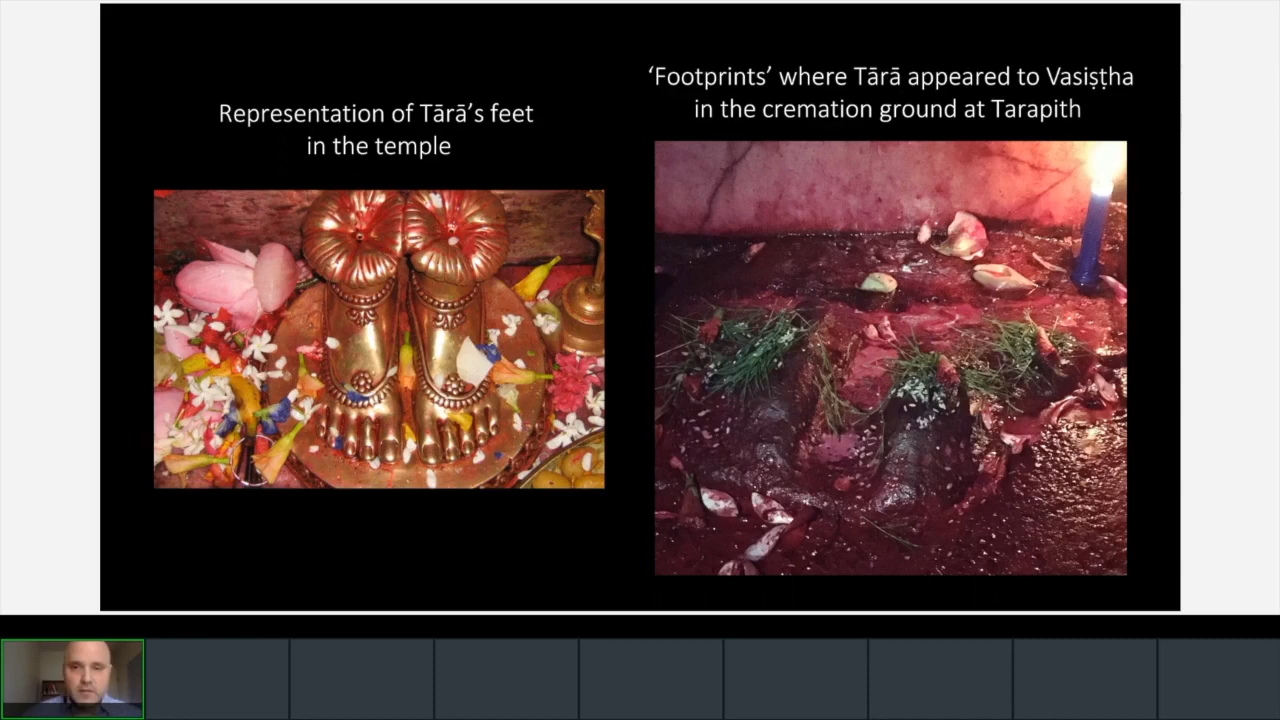 Representation of Tārā’s feet
in the temple
‘Footprints’ where Tārā appeared to Vasiṣṭha
in the cremation ground at Tarapith